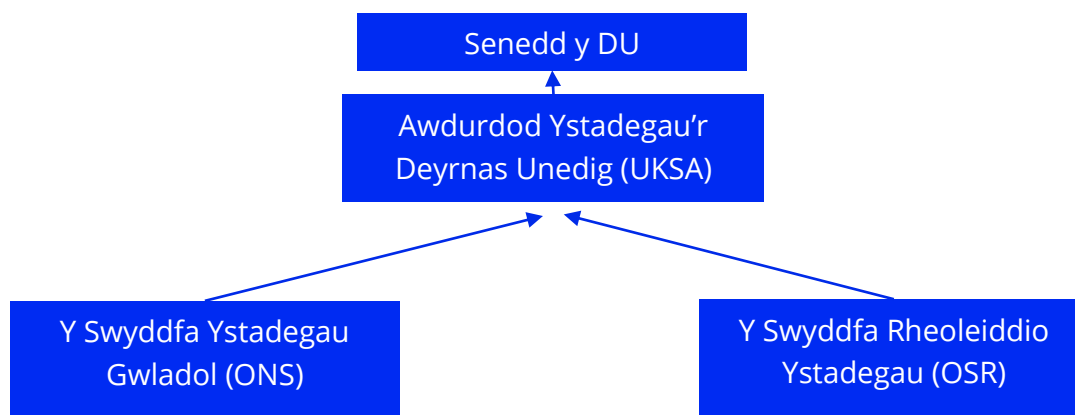 Senedd y DU
Awdurdod Ystadegau’r
Deyrnas Unedig (UKSA)
Y Swyddfa Ystadegau
Gwladol (ONS)
Y Swyddfa Rheoleiddio
Ystadegau (OSR)